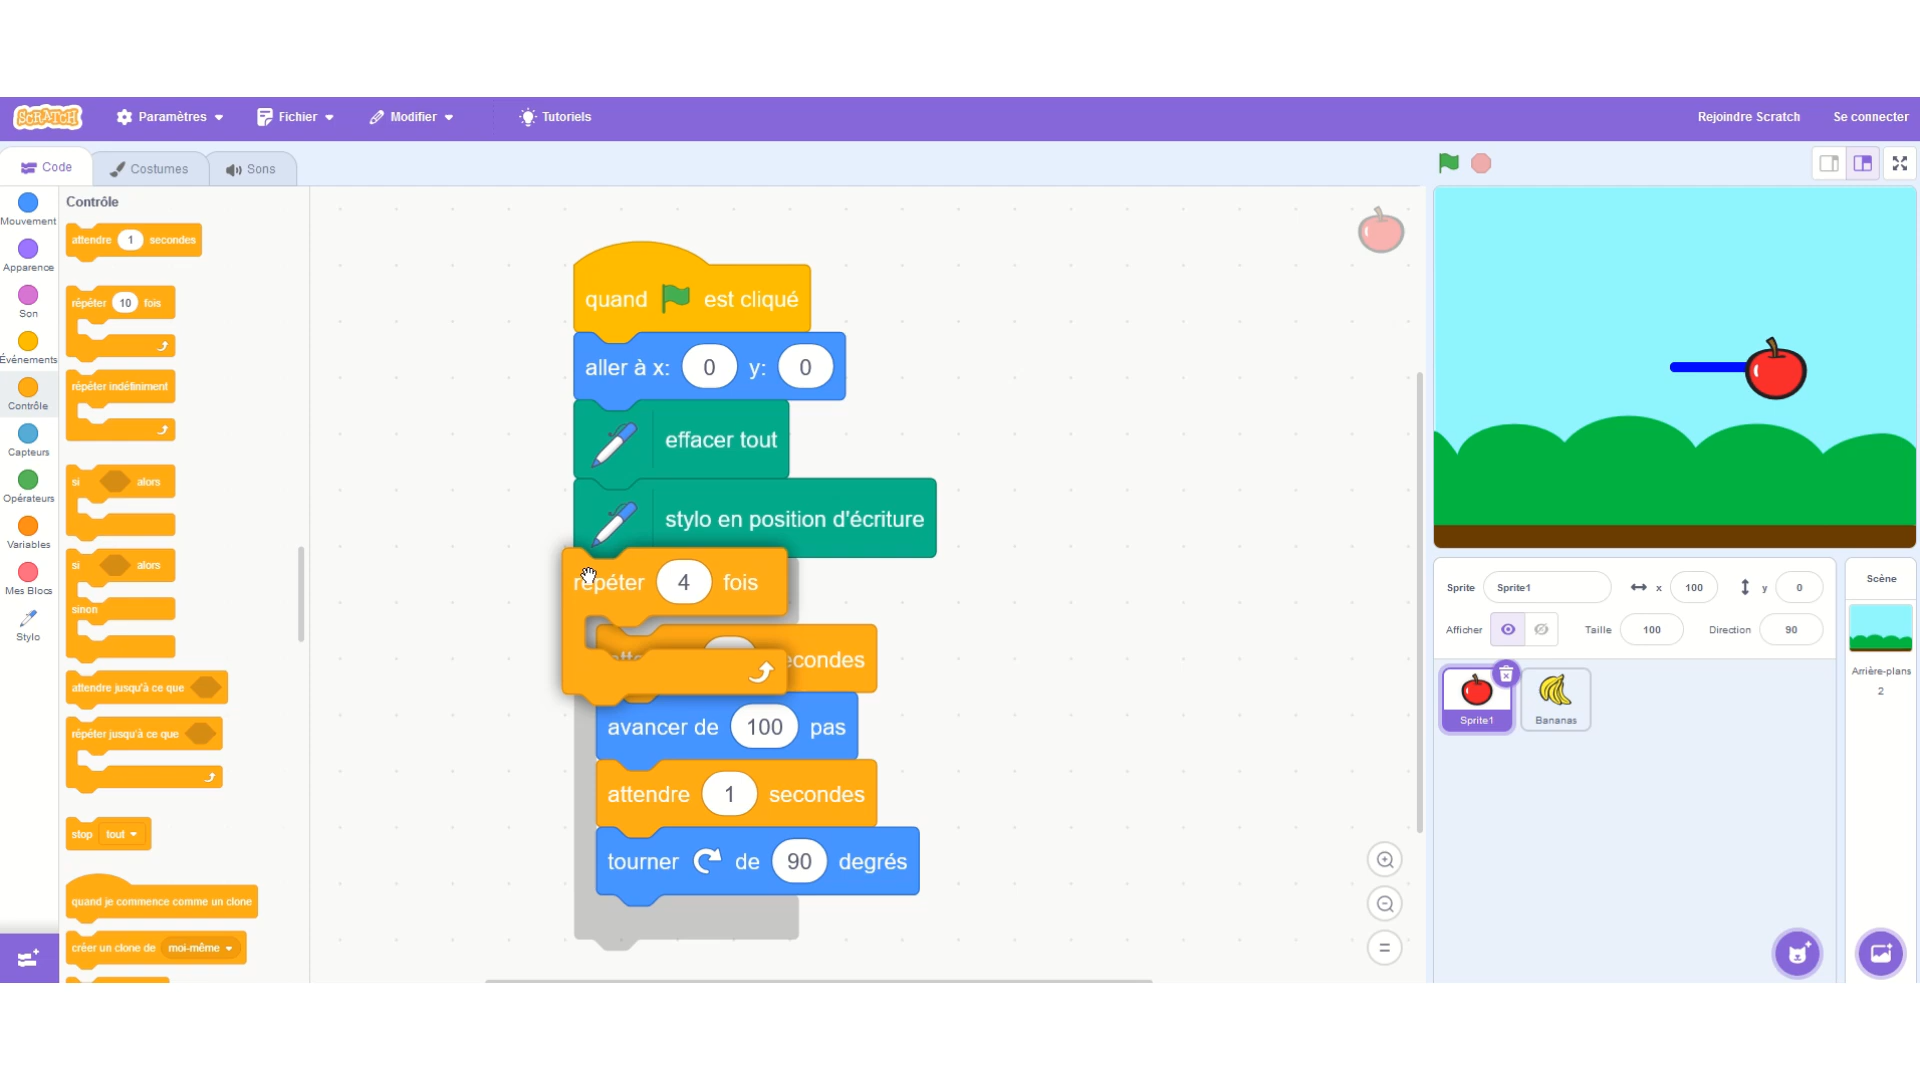 SCRATCH
Paramètres
Fichier
Modifier
Tutoriels
Rejoindre Scratch
Se connecter
Code
Costumes
Sons
Mouvement
Apparence
Son
Événements
Contrôle
Capteurs
Opérateurs
Variables
Mes Blocs
Stylo
Contrôle
attendre 1 secondes
répéter 10 fois
répéter indéfiniment
si alors
si alors
sinon
attendre jusqu'à ce que
répéter jusqu'à ce que
stop tout
quand je commence comme un clone
créer un clone de moi-même
quand est cliqué
aller à x: 0 y: 0
effacer tout
stylo en position d'écriture
répéter 4 fois
secondes
avancer de 100 pas
attendre 1 secondes
tourner de 90 degrés
Sprite Sprite1 x 100 y 0
Afficher Taille 100 Direction 90
Sprite1
Bananas
Scène
Arrière-plans
2